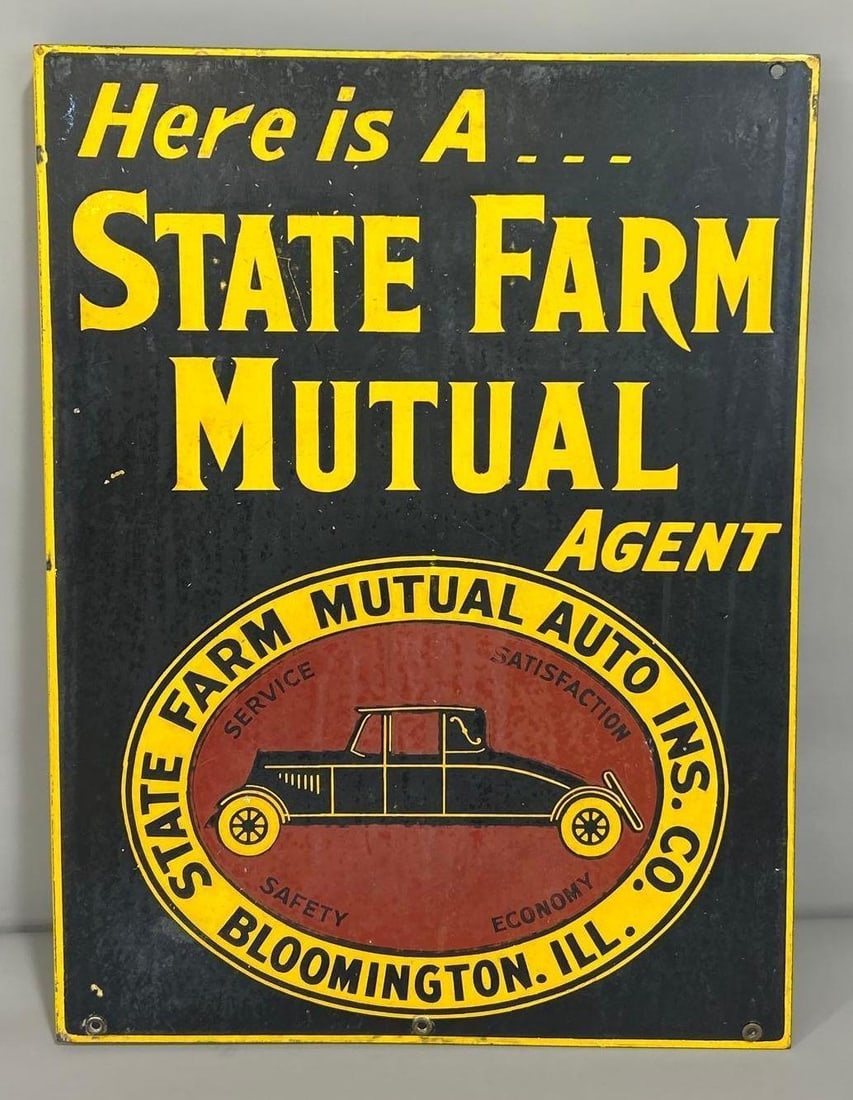 Here is A...
STATE FARM
MUTUAL
AGENT
STATE FARM MUTUAL AUTO INS. CO.
SERVICE
SATISFACTION
SAFETY
ECONOMY
BLOOMINGTON. ILL.